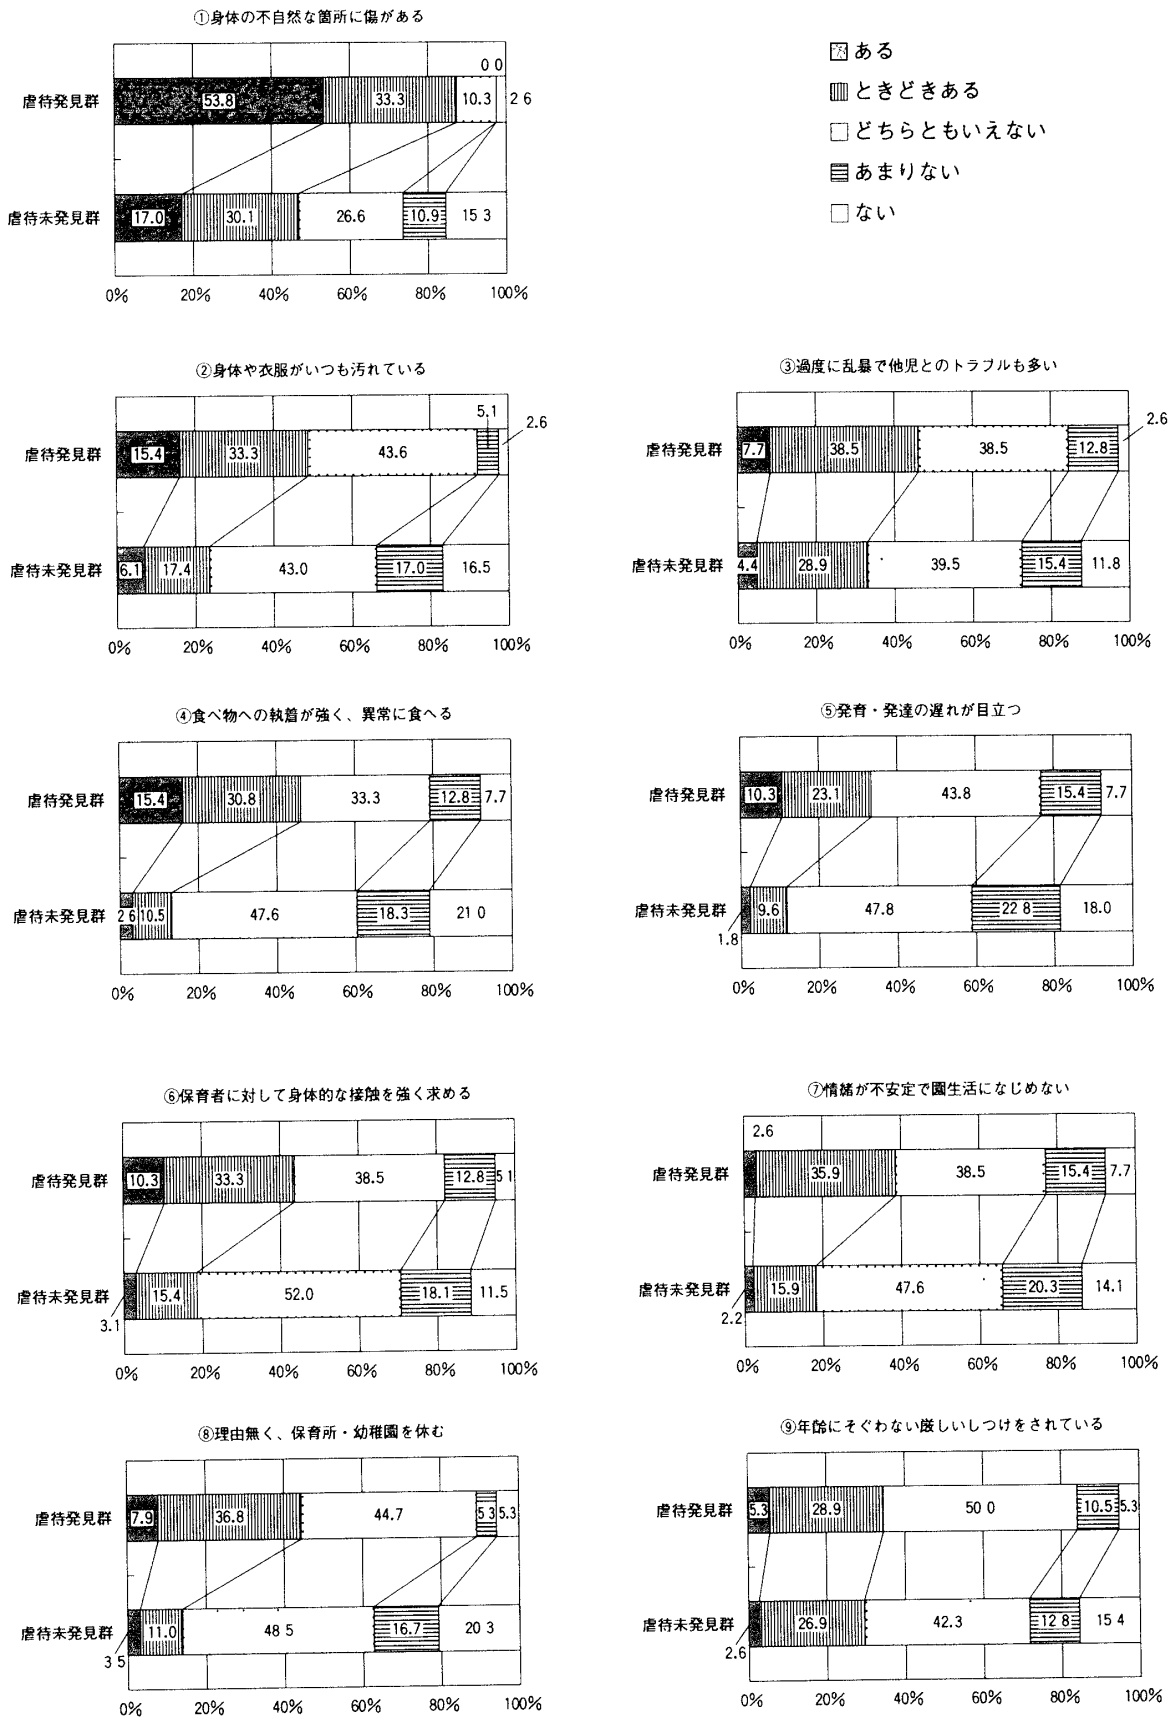 ①身体の不自然な箇所に傷がある
0 0
虐待発見群 53.8 33.3 10.3 2 6
虐待未発見群 17.0 30.1 26.6 10.9 15 3
0% 20% 40% 60% 80% 100%
ある
ときどきある
どちらともいえない
あまりない
ない
②身体や衣服がいつも汚れている
5.1
2.6
虐待発見群 15.4 33.3 43.6
虐待未発見群 6.1 17.4 43.0 17.0 16.5
0% 20% 40% 60% 80% 100%
③過度に乱暴で他児とのトラブルも多い
2.6
虐待発見群 7.7 38.5 38.5 12.8
虐待未発見群 4.4 28.9 39.5 15.4 11.8
0% 20% 40% 60% 80% 100%
④食べ物への執着が強く、異常に食へる
虐待発見群 15.4 30.8 33.3 12.8 7.7
虐待未発見群 2 6 10.5 47.6 18.3 21 0
0% 20% 40% 60% 80% 100%
⑤発育・発達の遅れが目立つ
虐待発見群 10.3 23.1 43.8 15.4 7.7
虐待未発見群 9.6 47.8 22 8 18.0
1.8
0% 20% 40% 60% 80% 100%
⑥保育者に対して身体的な接触を強く求める
虐待発見群 10.3 33.3 38.5 12.8 5 1
虐待未発見群 15.4 52.0 18.1 11.5
3.1
0% 20% 40% 60% 80% 100%
⑦情緒が不安定で園生活になじめない
2.6
虐待発見群 35.9 38.5 15.4 7.7
虐待未発見群 15.9 47.6 20.3 14.1
2.2
0% 20% 40% 60% 80% 100%
⑧理由無く、保育所・幼稚園を休む
虐待発見群 7.9 36.8 44.7 5 3 5.3
虐待未発見群 11.0 48 5 16.7 20 3
3 5
0% 20% 40% 60% 80% 100%
⑨年齢にそぐわない厳しいしつけをされている
虐待発見群 5.3 28.9 50 0 10.5 5.3
虐待未発見群 26.9 42.3 12 8 15 4
2.6
0% 20% 40% 60% 80% 100%